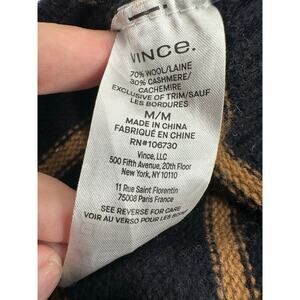 VINCE.
70% WOOL/LAINE
30% CASHMERE/
CACHEMIRE
EXCLUSIVE OF TRIM/SAUF
LES BORDURES
M/M
MADE IN CHINA
FABRIQUÉ EN CHINE
RN#106730
Vince, LLC
500 Fifth Avenue, 20th Floor
New York, NY 10110
11 Rue Saint Florentin
75008 Paris France
SEE REVERSE FOR CARE
VOIR AU VERSO POUR LES SOINS